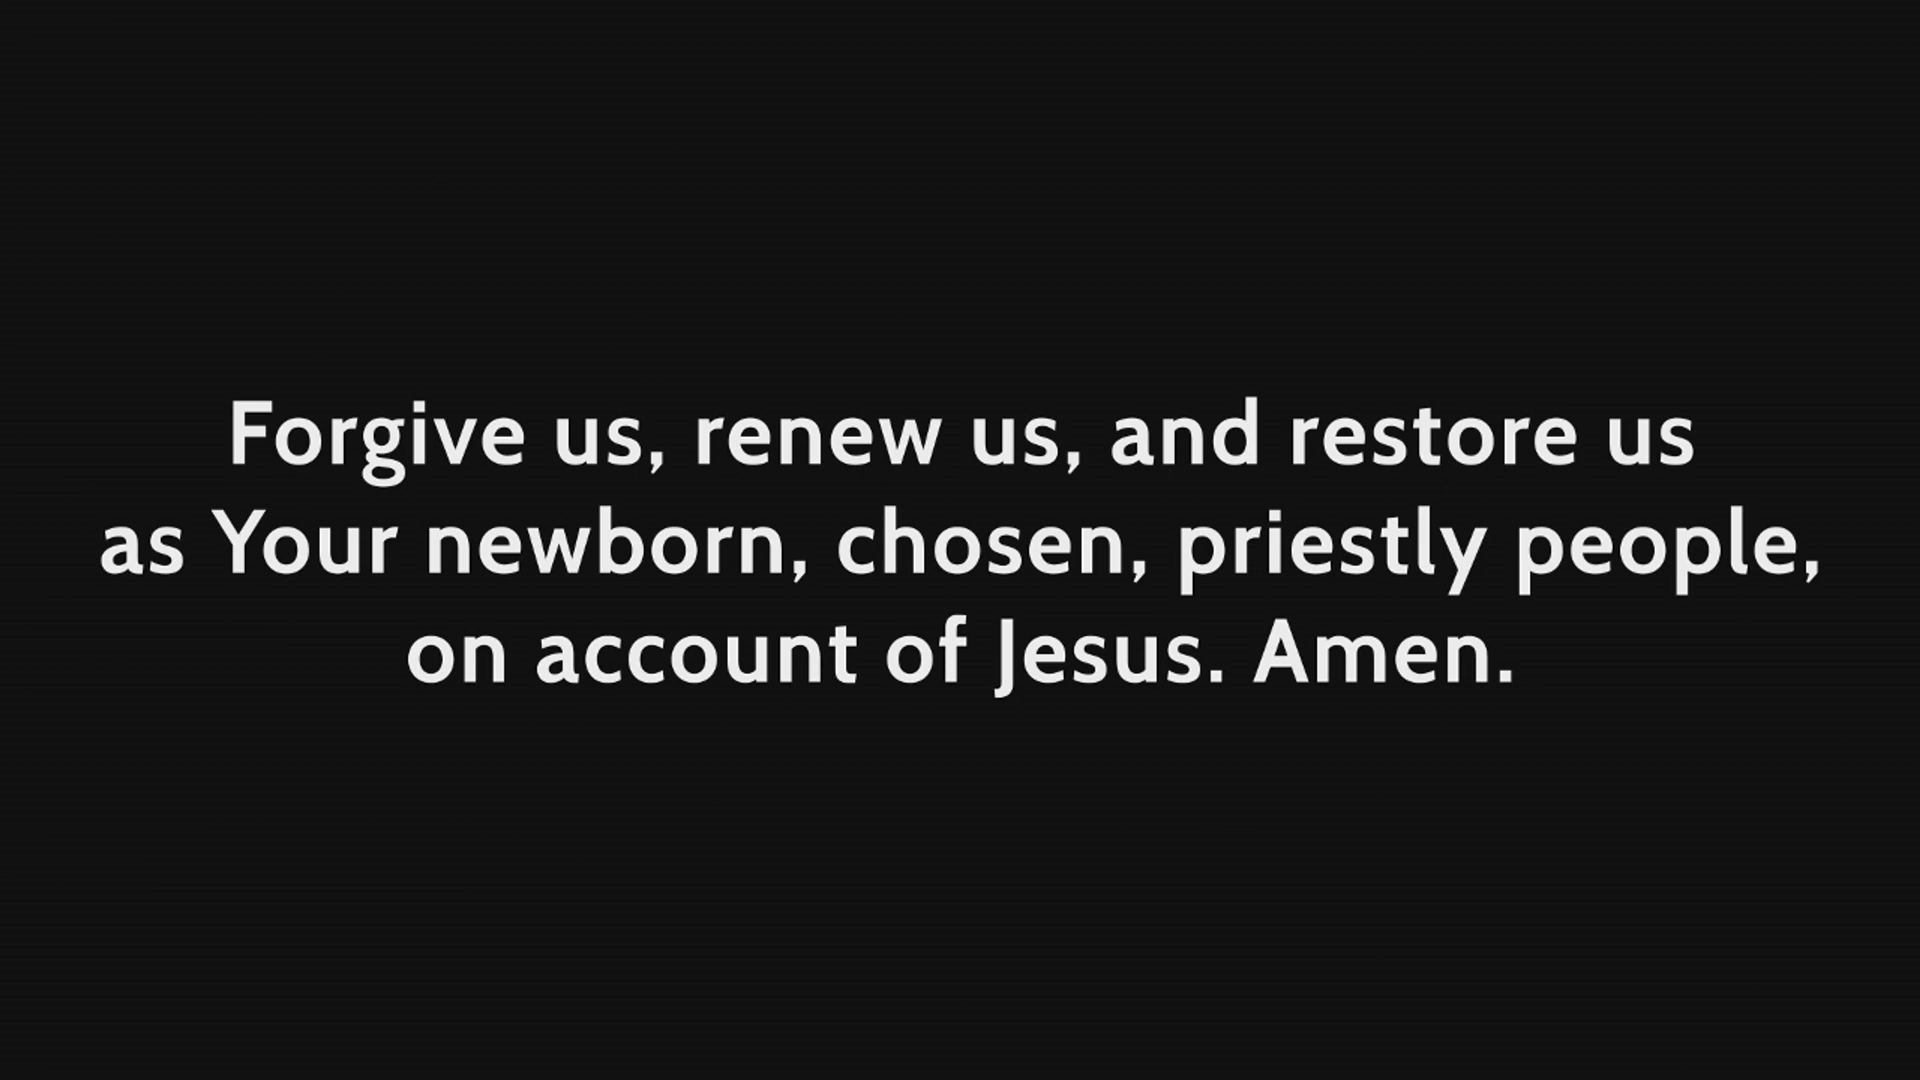 Forgive us, renew us, and restore us
as Your newborn, chosen, priestly people,
on account of Jesus. Amen.